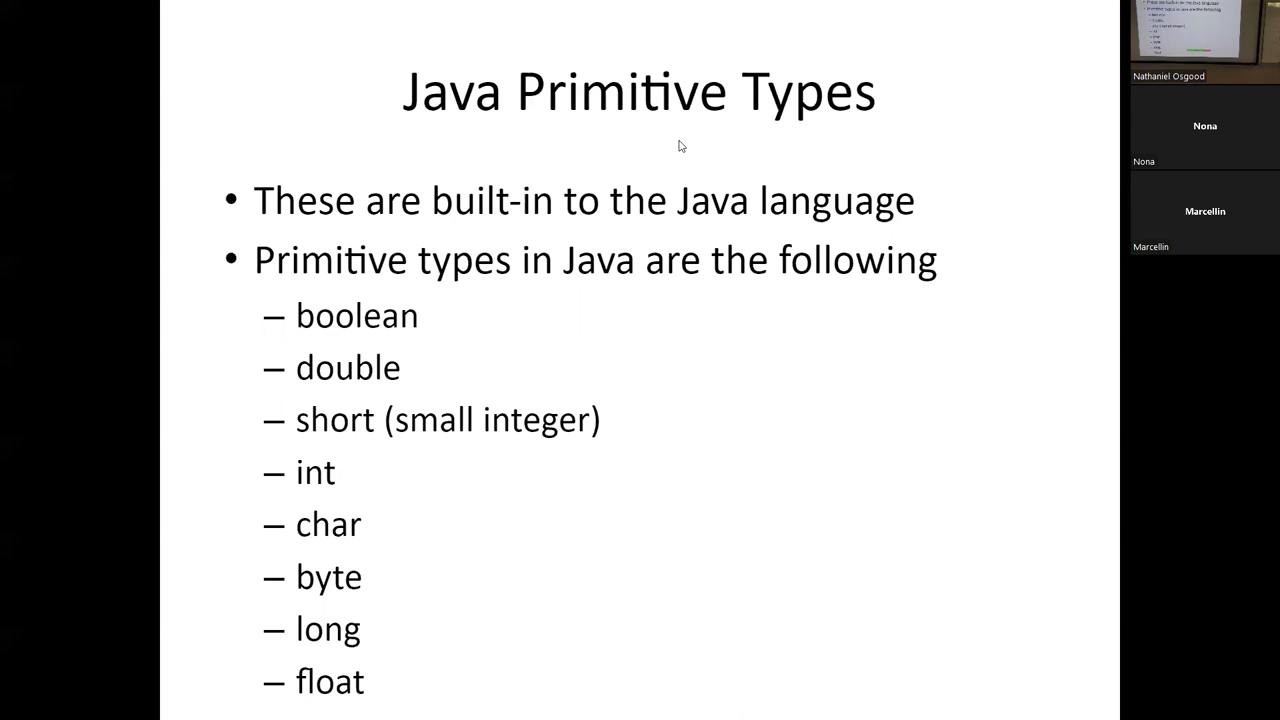 Java Primitive Types
• These are built-in to the Java language
• Primitive types in Java are the following
– boolean
– double
– short (small integer)
– int
– char
– byte
– long
– float
Nathaniel Osgood
Nona
Nona
Marcellin
Marcellin